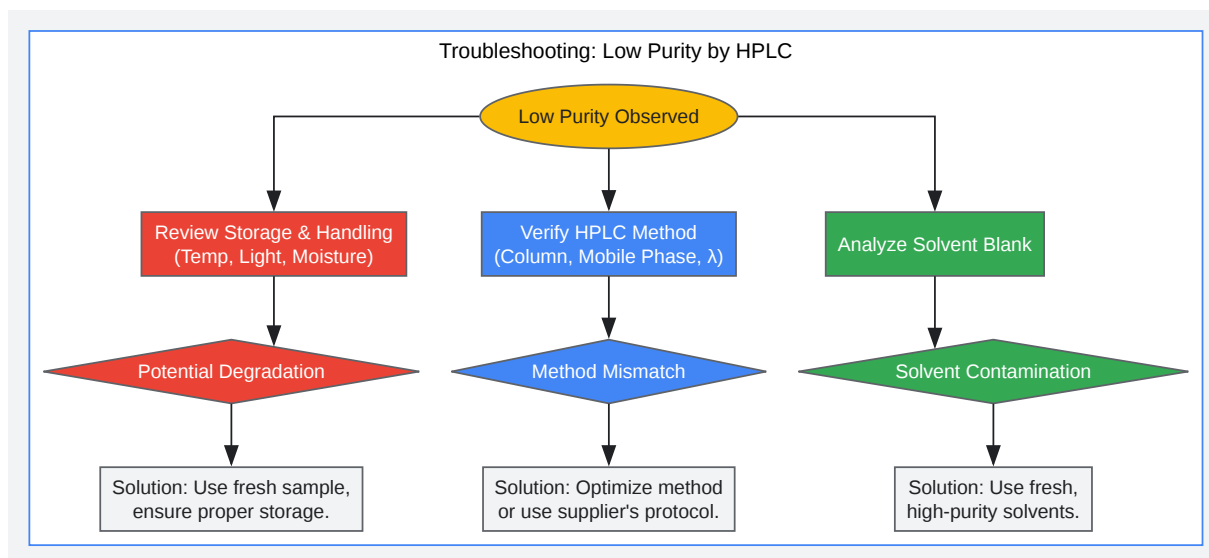 Troubleshooting: Low Purity by HPLC
Low Purity Observed
Review Storage & Handling
(Temp, Light, Moisture)
Verify HPLC Method
(Column, Mobile Phase, λ)
Analyze Solvent Blank
Potential Degradation
Method Mismatch
Solvent Contamination
Solution: Use fresh sample,
ensure proper storage.
Solution: Optimize method
or use supplier's protocol.
Solution: Use fresh,
high-purity solvents.